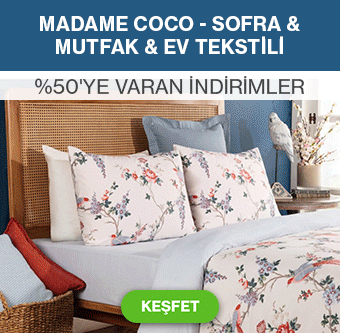 MADAME COCO - SOFRA &
MUTFAK & EV TEKSTİLİ
%50'YE VARAN İNDİRİMLER
KEŞFET